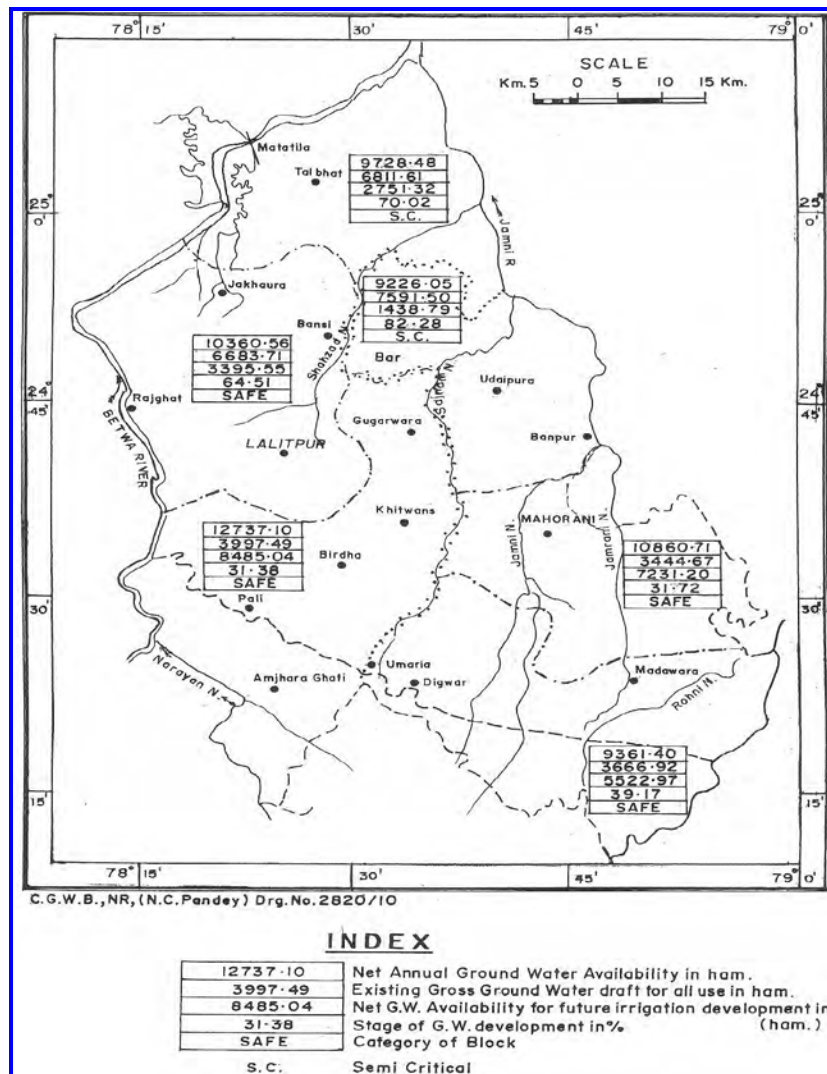 78° 15' 30' 45' 79° 0'
SCALE
Km. 5 0 5 10 15 Km.
Matatila
Talbhat
9728·48
6811·61
2751·32
70·02
S.C.
25° 0'
25° 0'
Jamni R
Jakhaura
9226·05
7591·50
1438·79
82·28
S.C.
Bansi
Shahzad N.
Bar
10360·56
6683·71
3395·55
64·51
SAFE
Sajnam N.
Udaipura
24° 45'
24° 45'
Rajghat
BETWA RIVER
Gugarwara
Banpur
LALITPUR
Khitwans
MAHORANI
Jamni N.
Jamrani N.
12737·10
3997·49
8485·04
31·38
SAFE
Birdha
10860·71
3444·67
7231·20
31·72
SAFE
30'
30'
Pali
Narayan N.
Umaria
Amjhara Ghati
Digwar
Madawara
Rohni N.
9361·40
3666·92
5522·97
39·17
SAFE
15'
15'
78° 15' 30' 45' 79° 0'
C.G.W.B.,NR,(N.C.Pandey) Drg.No.2820/10
INDEX
12737·10 Net Annual Ground Water Availability in ham.
3997·49 Existing Gross Ground Water draft for all use in ham.
8485·04 Net G.W. Availability for future irrigation development in
31·38 Stage of G.W. development in% (ham.)
SAFE Category of Block
S.C. Semi Critical